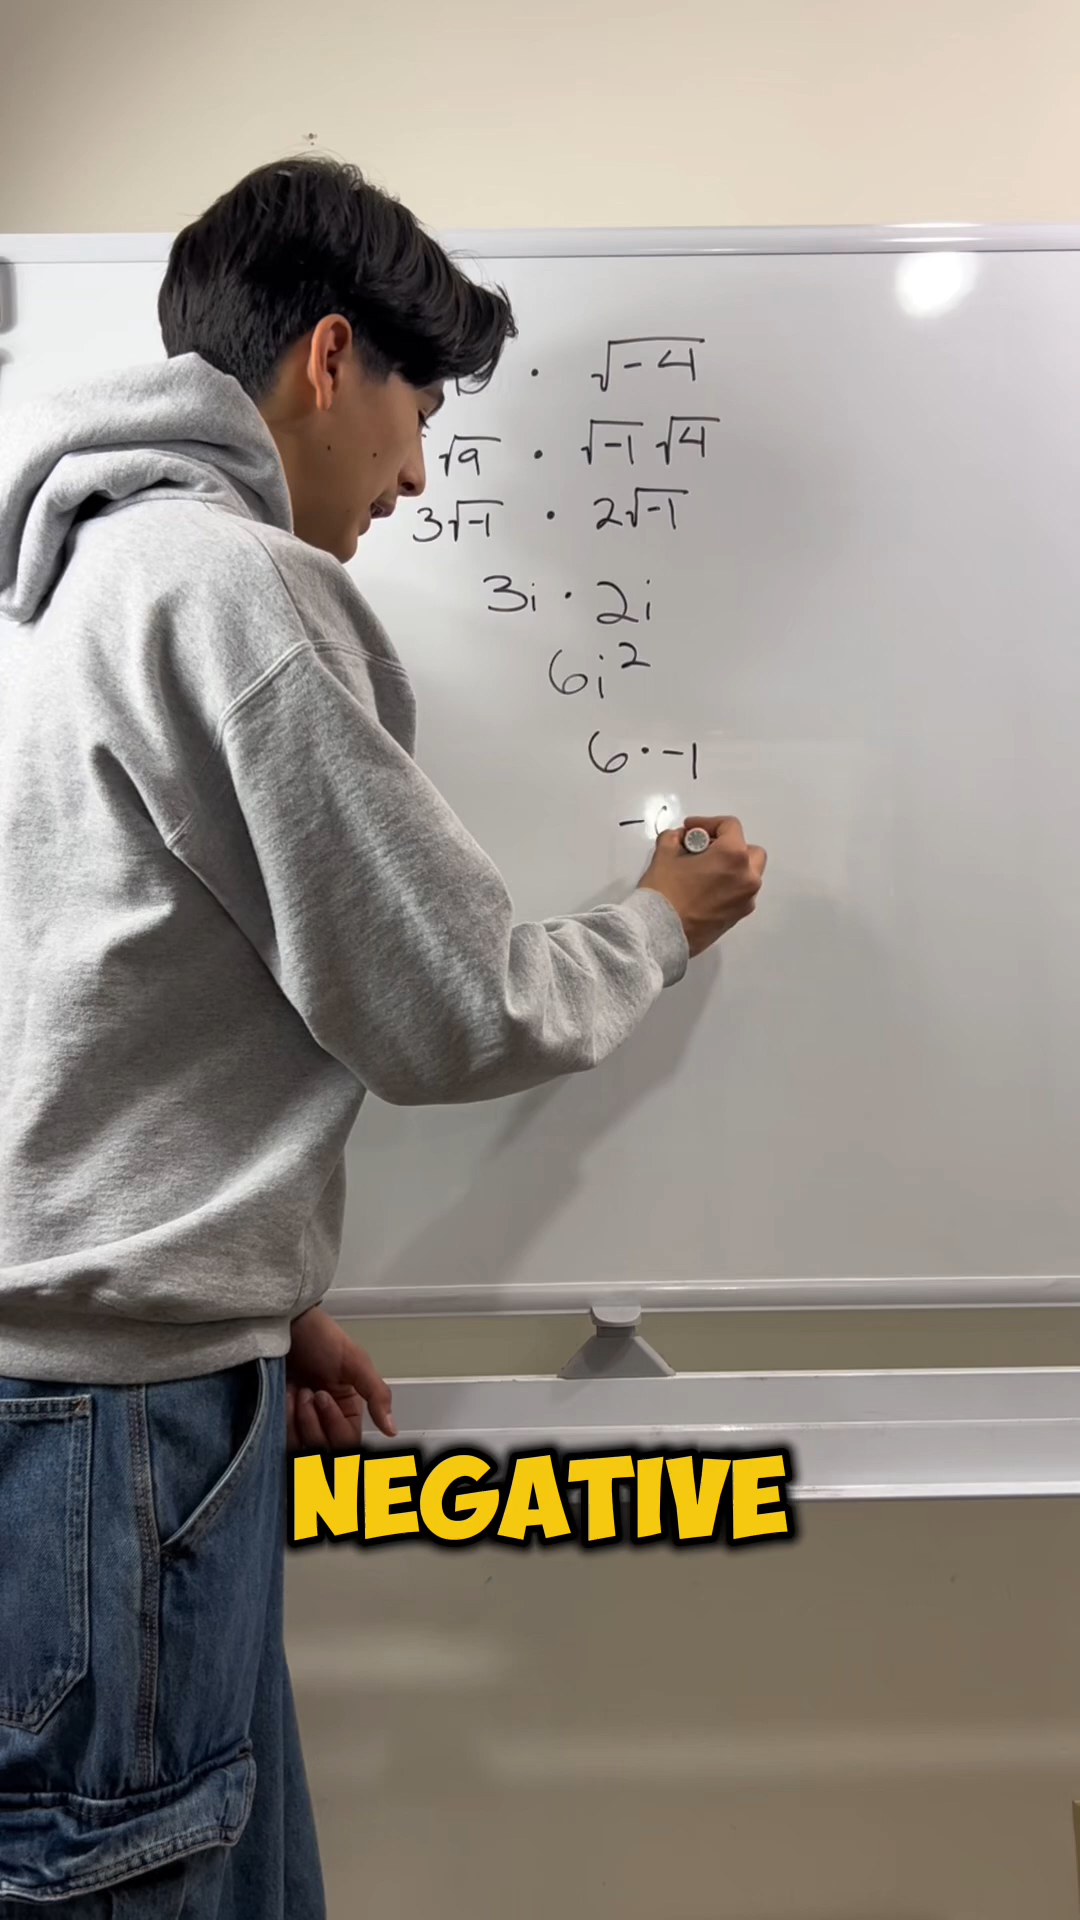 · √-4
√9 · √-1 √4
3√-1 · 2√-1
3i · 2i
6i²
6 · -1
-
NEGATIVE